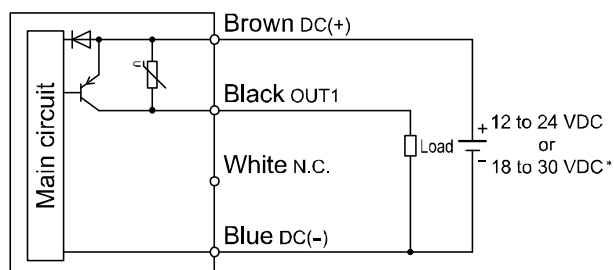 Brown DC(+)
Main circuit
U
Black OUT1
Load
+
12 to 24 VDC
or
−
18 to 30 VDC*
White N.C.
Blue DC(−)